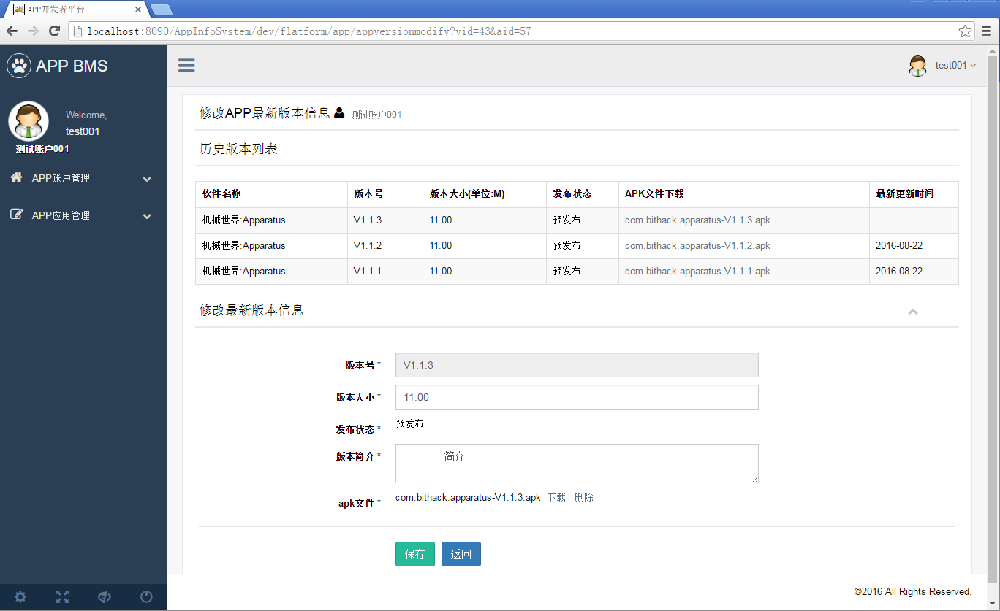 APP开发者平台
localhost:8090/AppInfoSystem/dev/flatform/app/appversionmodify?vid=43&aid=57
APP BMS
test001
Welcome,
test001
测试账户001
APP账户管理
APP应用管理
修改APP最新版本信息 测试账户001
历史版本列表
软件名称 版本号 版本大小(单位:M) 发布状态 APK文件下载 最新更新时间
机械世界:Apparatus V1.1.3 11.00 预发布 com.bithack.apparatus-V1.1.3.apk
机械世界:Apparatus V1.1.2 11.00 预发布 com.bithack.apparatus-V1.1.2.apk 2016-08-22
机械世界:Apparatus V1.1.1 11.00 预发布 com.bithack.apparatus-V1.1.1.apk 2016-08-22
修改最新版本信息
版本号 * V1.1.3
版本大小 * 11.00
发布状态 * 预发布
版本简介 * 简介
apk文件 * com.bithack.apparatus-V1.1.3.apk 下载 删除
保存 返回
©2016 All Rights Reserved.